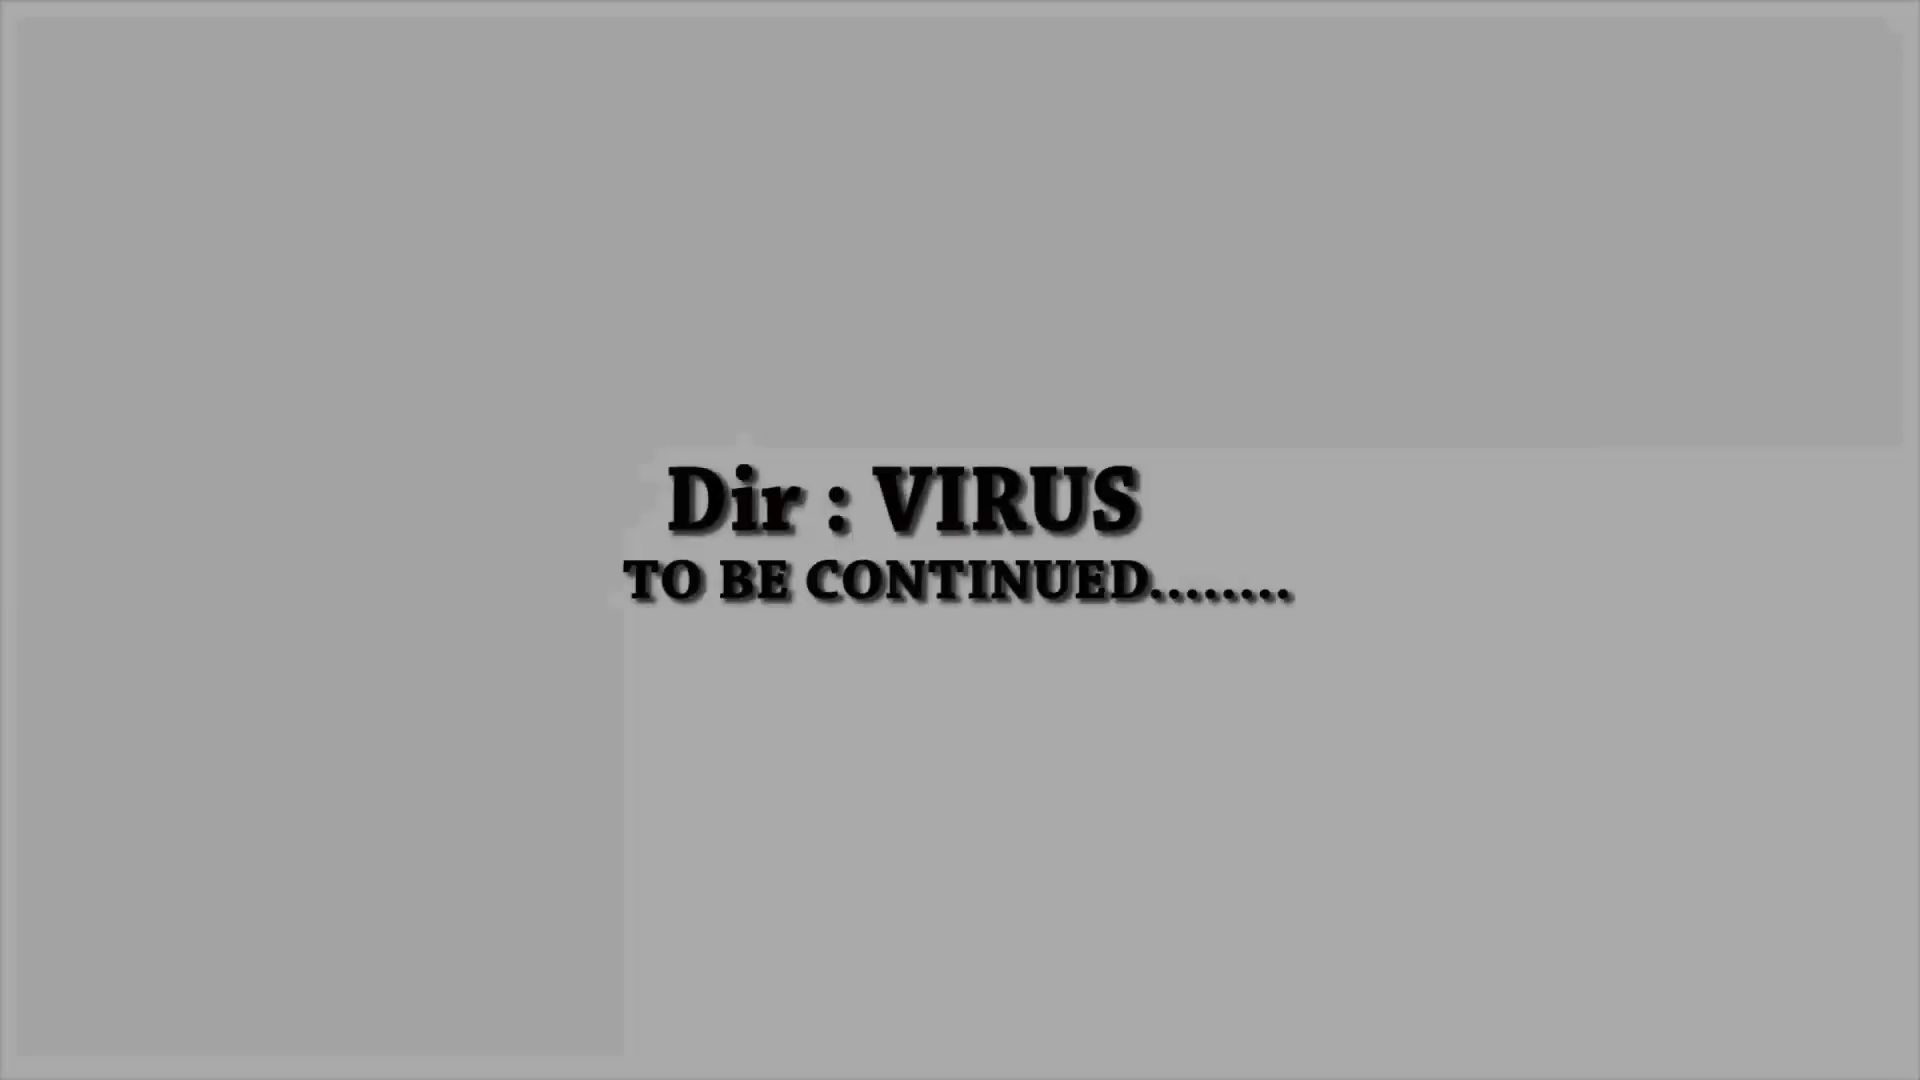 Dir : VIRUS
TO BE CONTINUED........